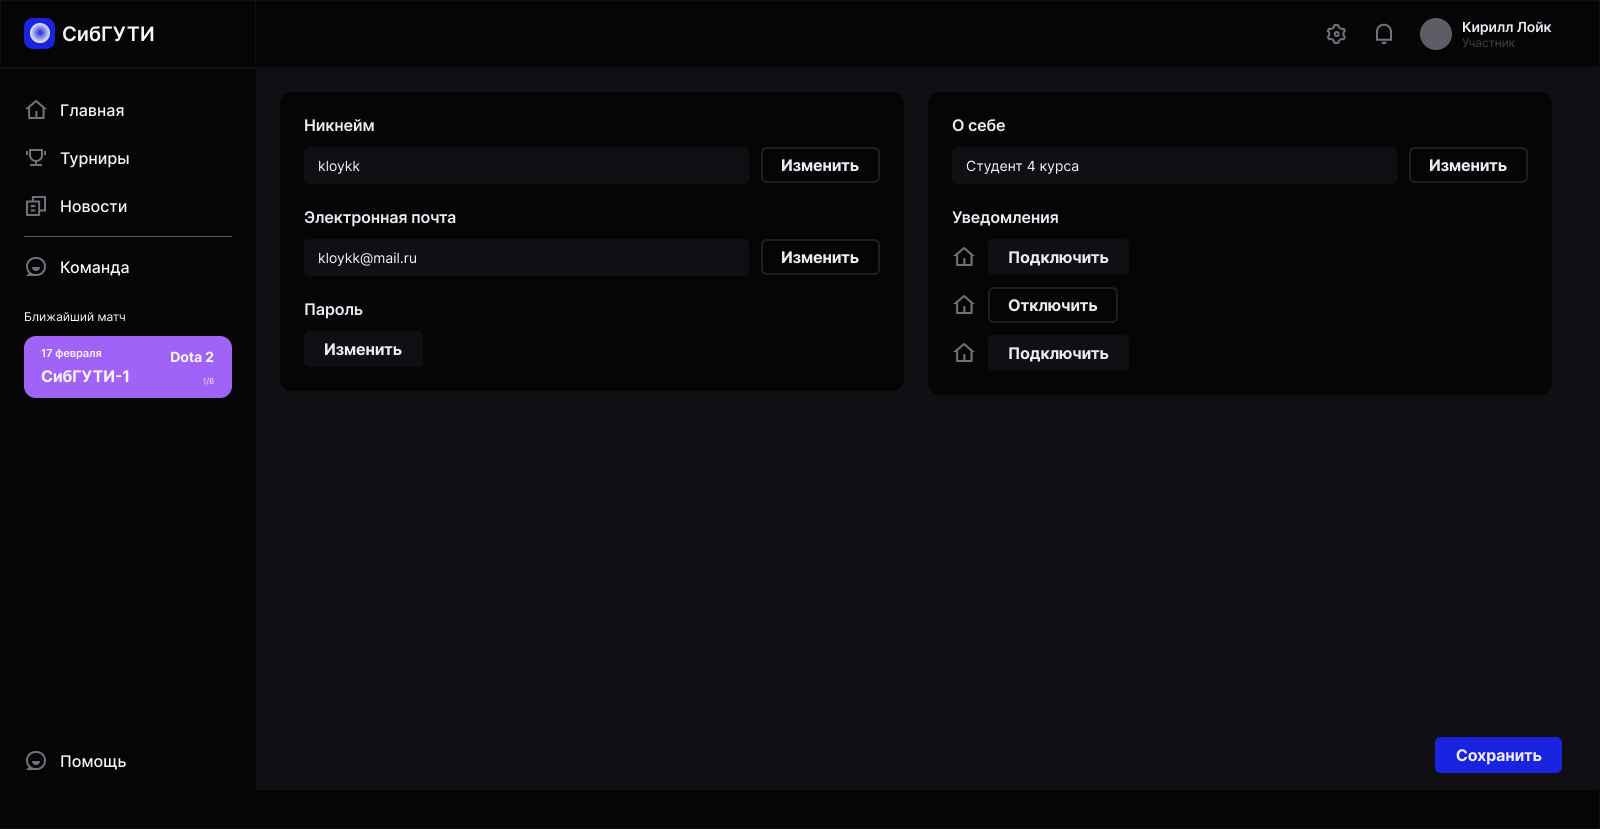 СибГУТИ
Кирилл Лойк
Участник
Главная
Турниры
Новости
Команда
Ближайший матч
17 февраля
Dota 2
СибГУТИ-1
1/8
Помощь
Никнейм
kloykk
Изменить
Электронная почта
kloykk@mail.ru
Изменить
Пароль
Изменить
О себе
Студент 4 курса
Изменить
Уведомления
Подключить
Отключить
Подключить
Сохранить